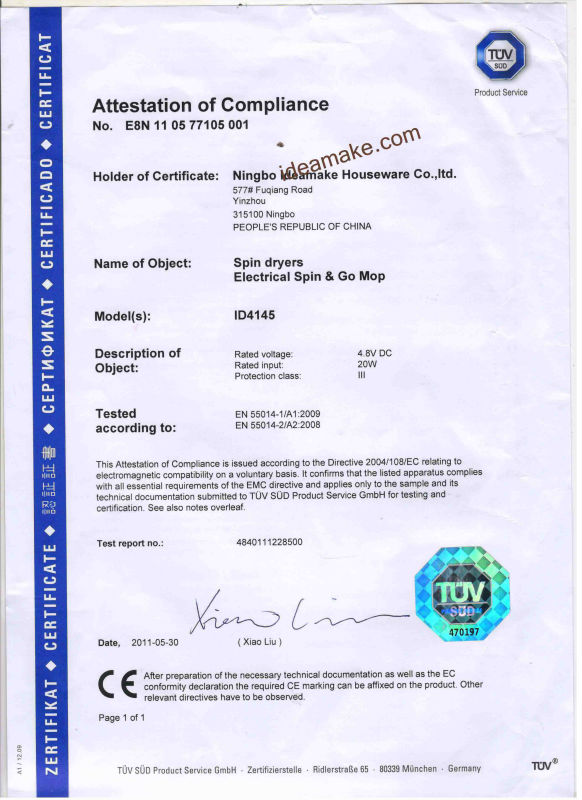 ZERTIFIKAT ◆ CERTIFICATE ◆ 認証証書 ◆ СЕРТИФИКАТ ◆ CERTIFICADO ◆ CERTIFICAT
TÜV
SÜD
Product Service
Attestation of Compliance
No. E8N 11 05 77105 001
ideamake.com
Holder of Certificate: Ningbo Ideamake Houseware Co.,ltd.
577# Fuqiang Road
Yinzhou
315100 Ningbo
PEOPLE'S REPUBLIC OF CHINA
Name of Object: Spin dryers
Electrical Spin & Go Mop
Model(s): ID4145
Description of
Object:
Rated voltage: 4.8V DC
Rated input: 20W
Protection class: III
Tested
according to:
EN 55014-1/A1:2009
EN 55014-2/A2:2008
This Attestation of Compliance is issued according to the Directive 2004/108/EC relating to
electromagnetic compatibility on a voluntary basis. It confirms that the listed apparatus complies
with all essential requirements of the EMC directive and applies only to the sample and its
technical documentation submitted to TÜV SÜD Product Service GmbH for testing and
certification. See also notes overleaf.
Test report no.: 4840111228500
Xiao Liu
TÜV
SÜD
470197
Date, 2011-05-30 ( Xiao Liu )
CE
After preparation of the necessary technical documentation as well as the EC
conformity declaration the required CE marking can be affixed on the product. Other
relevant directives have to be observed.
Page 1 of 1
A1 / 12.09
TÜV SÜD Product Service GmbH · Zertifizierstelle · Ridlerstraße 65 · 80339 München · Germany
TÜV®